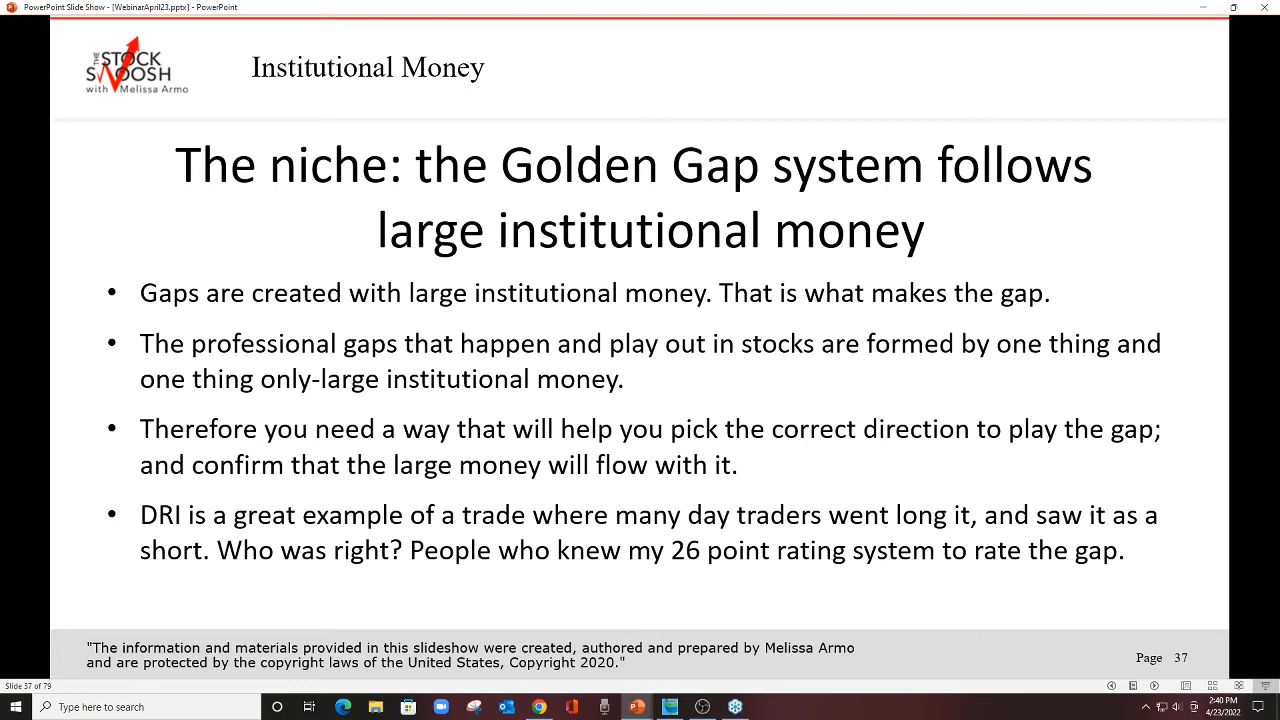 PowerPoint Slide Show - [WebinarApril23.pptx] - PowerPoint
THE STOCK
SWOOSH
with Melissa Armo
Institutional Money
The niche: the Golden Gap system follows
large institutional money
• Gaps are created with large institutional money. That is what makes the gap.
• The professional gaps that happen and play out in stocks are formed by one thing and
one thing only-large institutional money.
• Therefore you need a way that will help you pick the correct direction to play the gap;
and confirm that the large money will flow with it.
• DRI is a great example of a trade where many day traders went long it, and saw it as a
short. Who was right? People who knew my 26 point rating system to rate the gap.
"The information and materials provided in this slideshow were created, authored and prepared by Melissa Armo
and are protected by the copyright laws of the United States, Copyright 2020."
Page 37
Slide 37 of 79
Type here to search
2:40 PM
4/23/2022